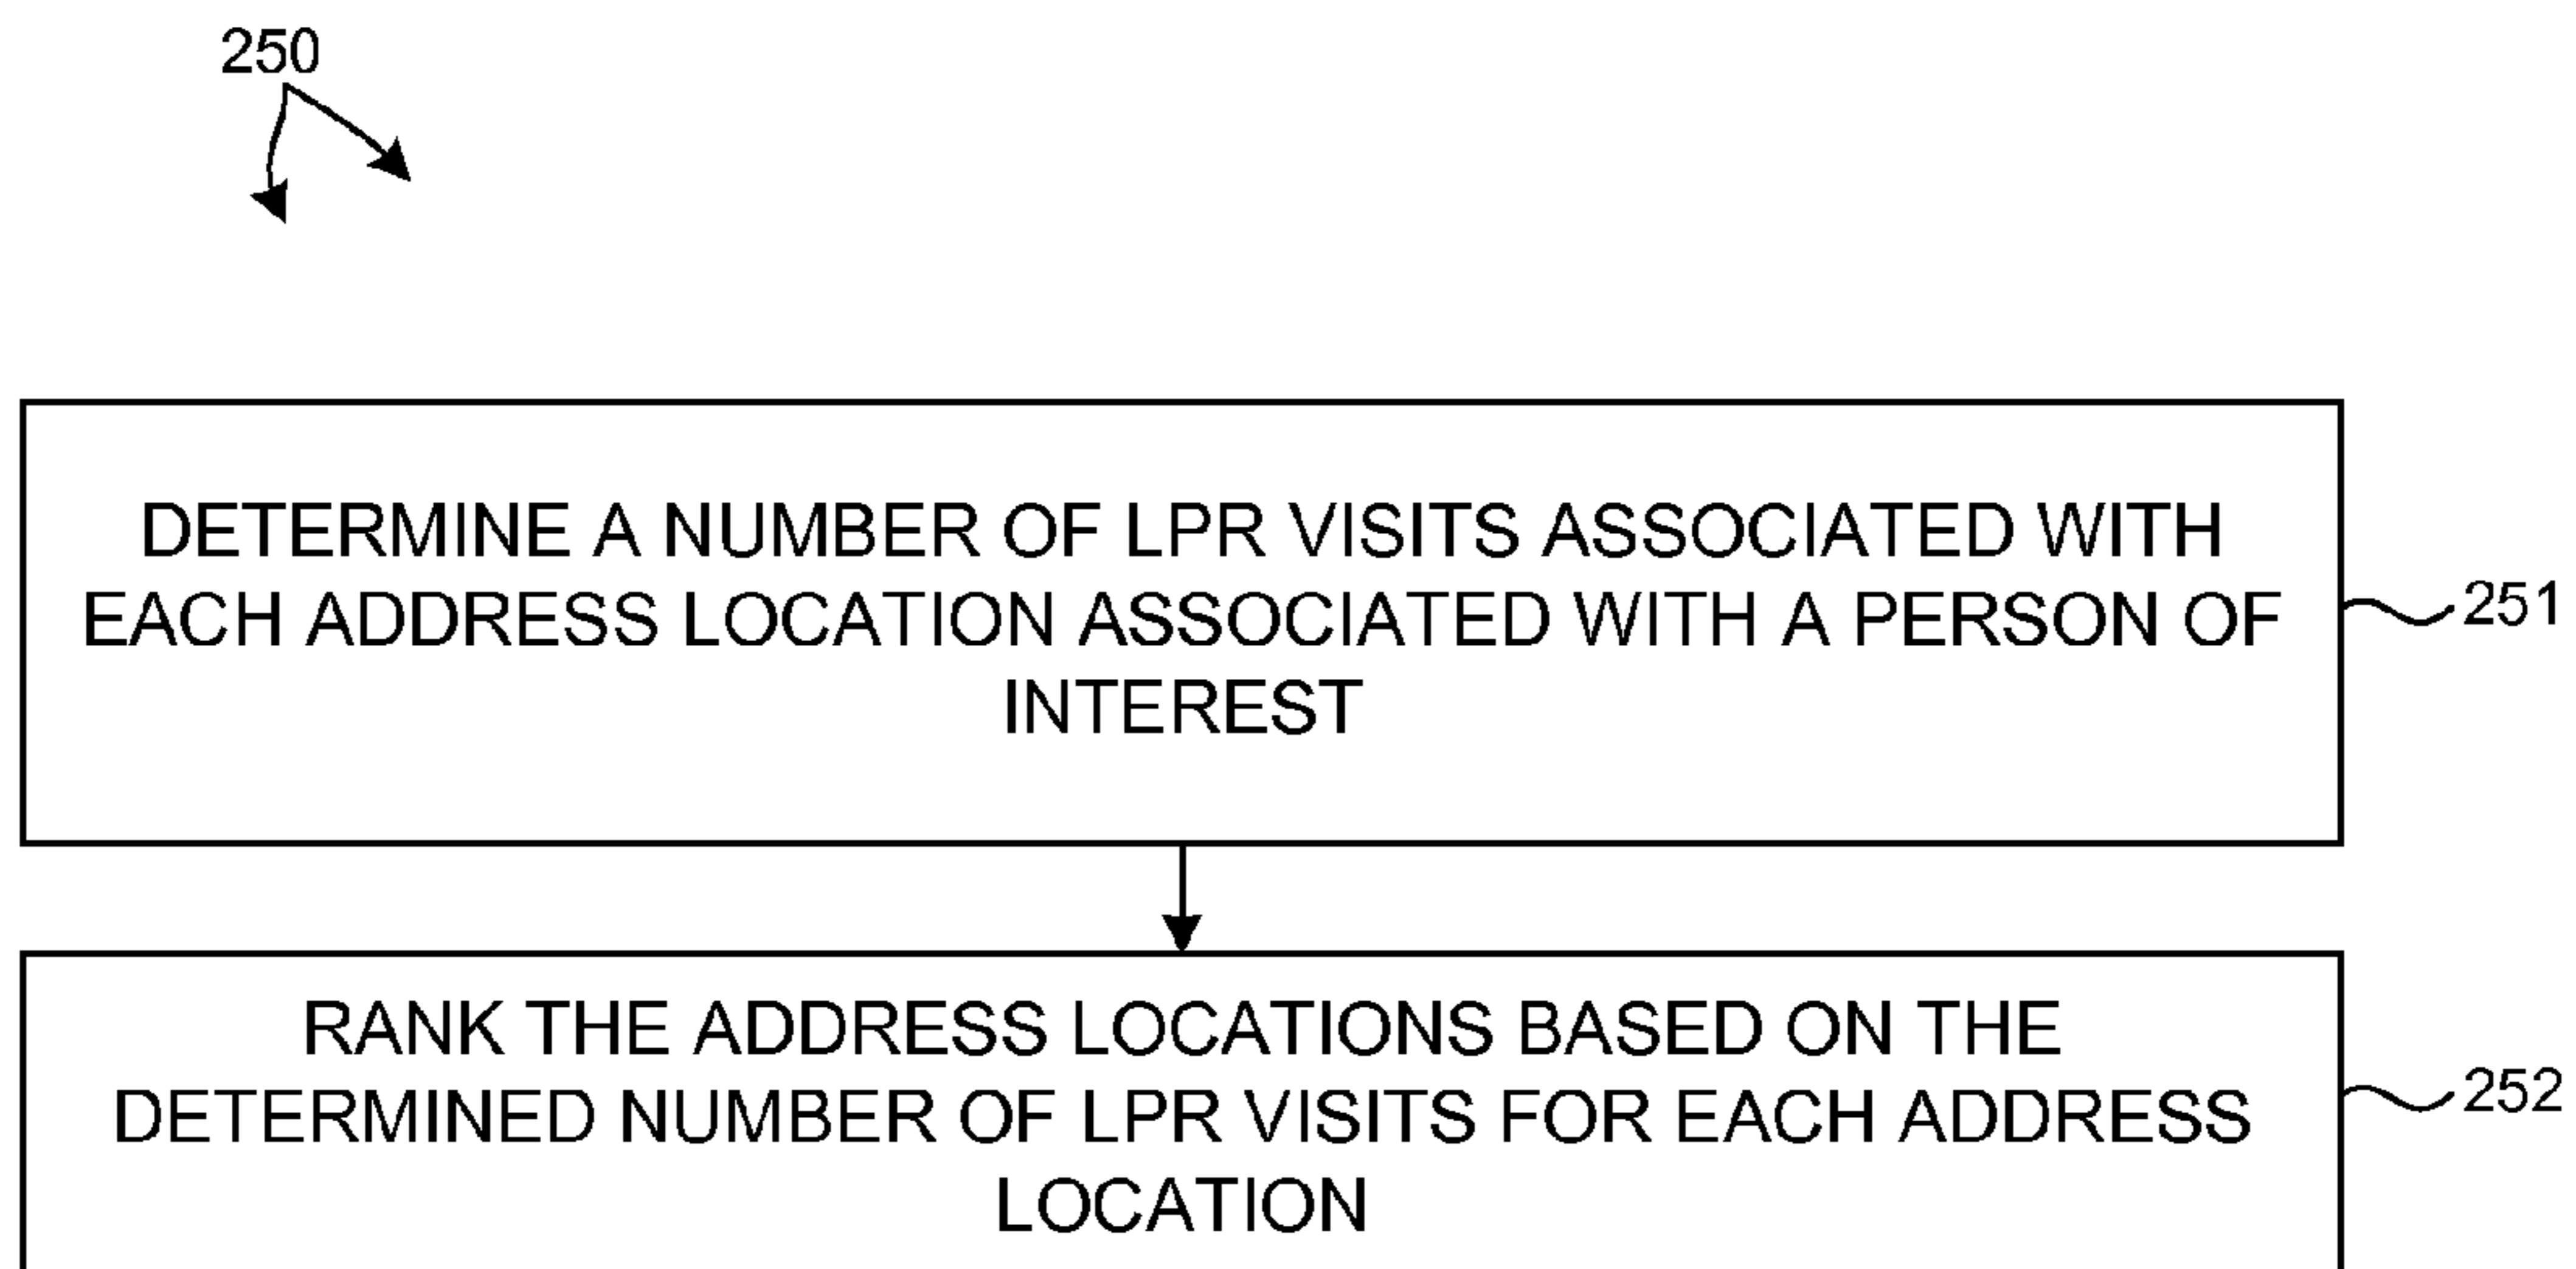 250
DETERMINE A NUMBER OF LPR VISITS ASSOCIATED WITH
EACH ADDRESS LOCATION ASSOCIATED WITH A PERSON OF
INTEREST
251
RANK THE ADDRESS LOCATIONS BASED ON THE
DETERMINED NUMBER OF LPR VISITS FOR EACH ADDRESS
LOCATION
252